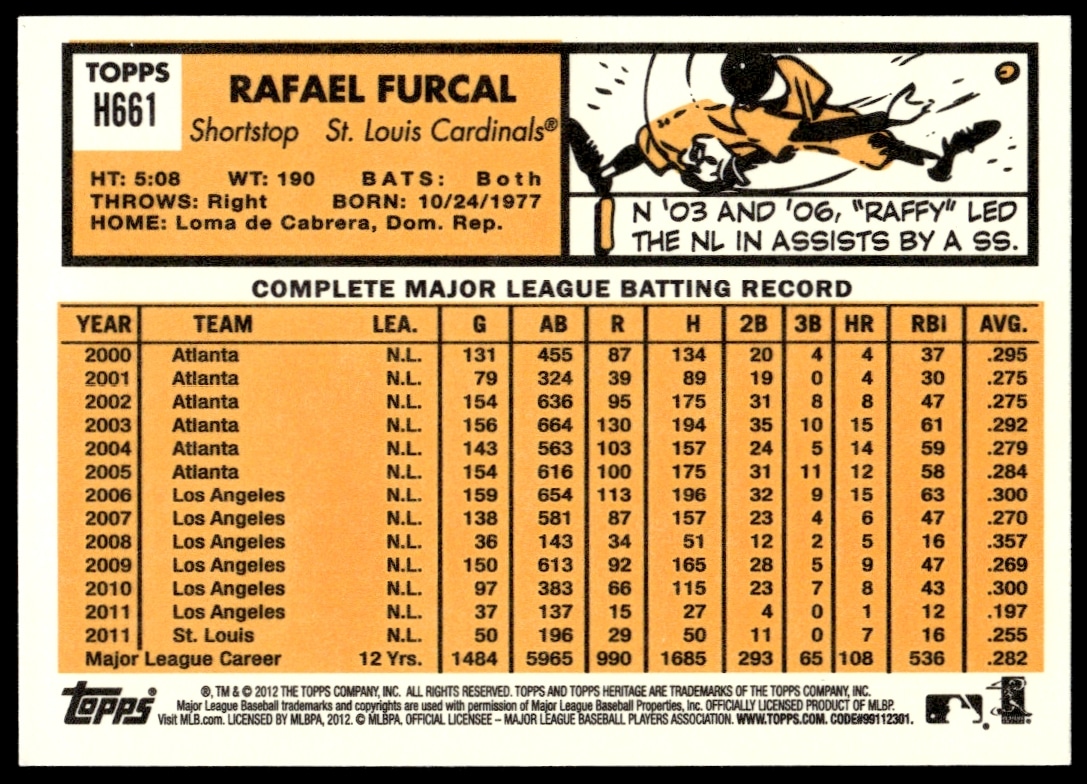 TOPPS
H661
RAFAEL FURCAL
Shortstop St. Louis Cardinals®
HT: 5:08 WT: 190 BATS: Both
THROWS: Right BORN: 10/24/1977
HOME: Loma de Cabrera, Dom. Rep.
IN '03 AND '06, "RAFFY" LED
THE NL IN ASSISTS BY A SS.
COMPLETE MAJOR LEAGUE BATTING RECORD
YEAR TEAM LEA. G AB R H 2B 3B HR RBI AVG.
2000 Atlanta N.L. 131 455 87 134 20 4 4 37 .295
2001 Atlanta N.L. 79 324 39 89 19 0 4 30 .275
2002 Atlanta N.L. 154 636 95 175 31 8 8 47 .275
2003 Atlanta N.L. 156 664 130 194 35 10 15 61 .292
2004 Atlanta N.L. 143 563 103 157 24 5 14 59 .279
2005 Atlanta N.L. 154 616 100 175 31 11 12 58 .284
2006 Los Angeles N.L. 159 654 113 196 32 9 15 63 .300
2007 Los Angeles N.L. 138 581 87 157 23 4 6 47 .270
2008 Los Angeles N.L. 36 143 34 51 12 2 5 16 .357
2009 Los Angeles N.L. 150 613 92 165 28 5 9 47 .269
2010 Los Angeles N.L. 97 383 66 115 23 7 8 43 .300
2011 Los Angeles N.L. 37 137 15 27 4 0 1 12 .197
2011 St. Louis N.L. 50 196 29 50 11 0 7 16 .255
Major League Career 12 Yrs. 1484 5965 990 1685 293 65 108 536 .282
Topps®
®, TM & © 2012 THE TOPPS COMPANY, INC. ALL RIGHTS RESERVED. TOPPS AND TOPPS HERITAGE ARE TRADEMARKS OF THE TOPPS COMPANY, INC.
Major League Baseball trademarks and copyrights are used with permission of Major League Baseball Properties, Inc. OFFICIALLY LICENSED PRODUCT OF MLBP.
Visit MLB.com. LICENSED BY MLBPA, 2012. © MLBPA, OFFICIAL LICENSEE – MAJOR LEAGUE BASEBALL PLAYERS ASSOCIATION. WWW.TOPPS.COM. CODE#99112301.